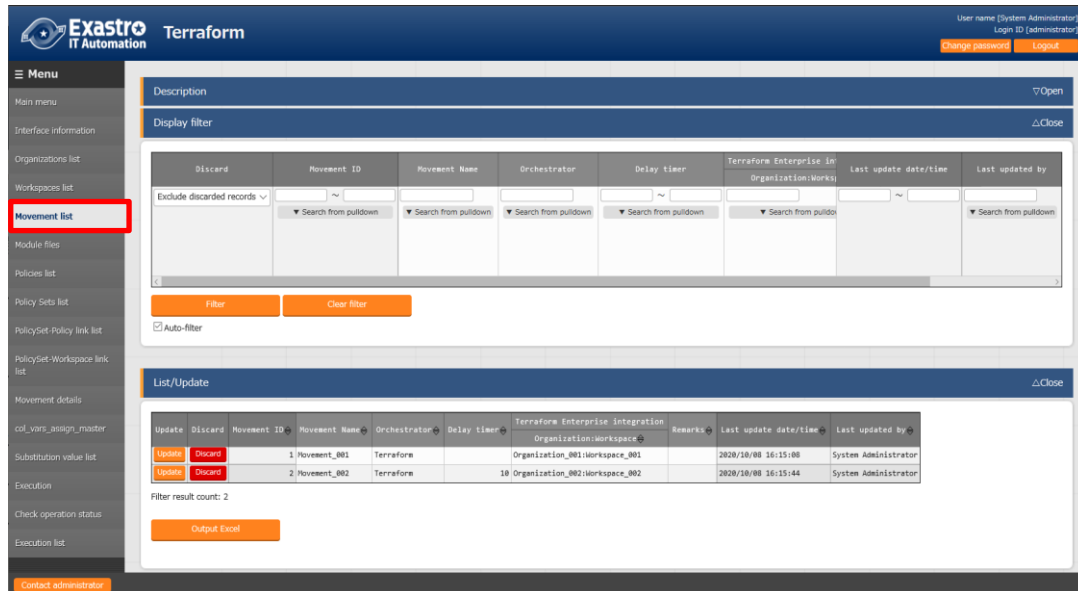 Exastro
IT Automation
Terraform
User name [System Administrator]
Login ID [administrator]
Change password
Logout
≡ Menu
Main menu
Interface information
Organizations list
Workspaces list
Movement list
Module files
Policies list
Policy Sets list
PolicySet-Policy link list
PolicySet-Workspace link
list
Movement details
col_vars_assign_master
Substitution value list
Execution
Check operation status
Execution list
Contact administrator
Description ▽Open
Display filter △Close
Discard Movement ID Movement Name Orchestrator Delay timer Terraform Enterprise in Last update date/time Last updated by
Organization:Works
Exclude discarded records ~ ~ ~
▼ Search from pulldown ▼ Search from pulldown ▼ Search from pulldown ▼ Search from pulldown ▼ Search from pulldo ▼ Search from pulldown
Filter Clear filter
Auto-filter
List/Update △Close
Update Discard Movement ID Movement Name Orchestrator Delay timer Terraform Enterprise integration Remarks Last update date/time Last updated by
Organization:Workspace
Update Discard 1 Movement_001 Terraform Organization_001:Workspace_001 2020/10/08 16:15:08 System Administrator
Update Discard 2 Movement_002 Terraform 10 Organization_002:Workspace_002 2020/10/08 16:15:44 System Administrator
Filter result count: 2
Output Excel